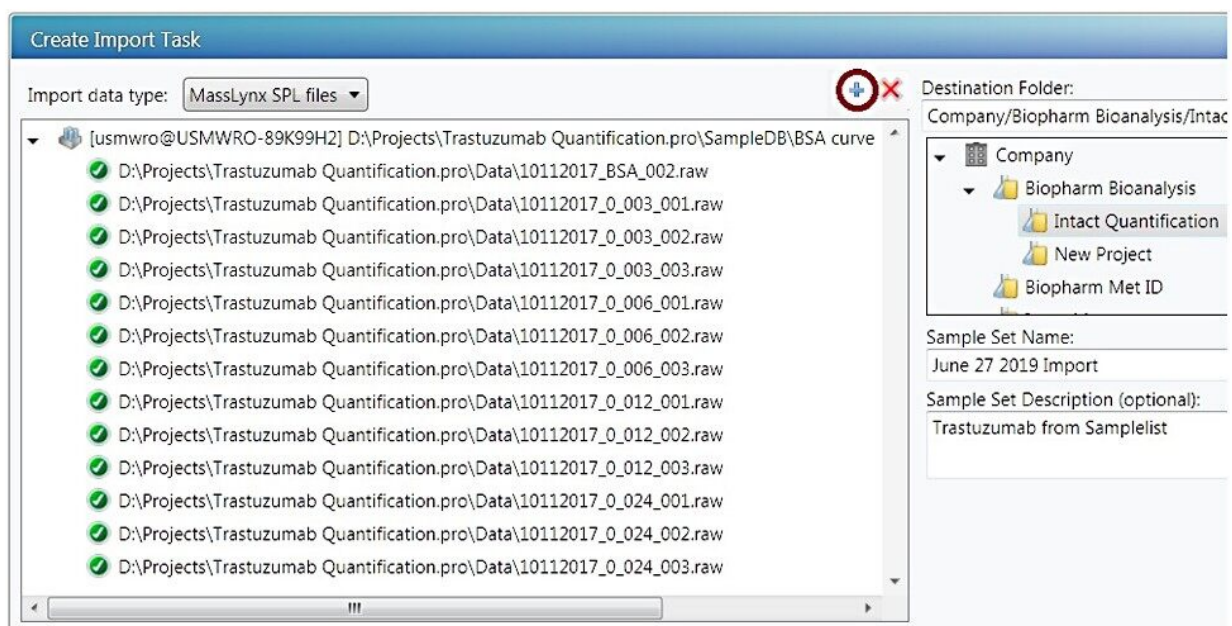 Create Import Task
Import data type: MassLynx SPL files
[usmwro@USMWRO-89K99H2] D:\Projects\Trastuzumab Quantification.pro\SampleDB\BSA curve
D:\Projects\Trastuzumab Quantification.pro\Data\10112017_BSA_002.raw
D:\Projects\Trastuzumab Quantification.pro\Data\10112017_0_003_001.raw
D:\Projects\Trastuzumab Quantification.pro\Data\10112017_0_003_002.raw
D:\Projects\Trastuzumab Quantification.pro\Data\10112017_0_003_003.raw
D:\Projects\Trastuzumab Quantification.pro\Data\10112017_0_006_001.raw
D:\Projects\Trastuzumab Quantification.pro\Data\10112017_0_006_002.raw
D:\Projects\Trastuzumab Quantification.pro\Data\10112017_0_006_003.raw
D:\Projects\Trastuzumab Quantification.pro\Data\10112017_0_012_001.raw
D:\Projects\Trastuzumab Quantification.pro\Data\10112017_0_012_002.raw
D:\Projects\Trastuzumab Quantification.pro\Data\10112017_0_012_003.raw
D:\Projects\Trastuzumab Quantification.pro\Data\10112017_0_024_001.raw
D:\Projects\Trastuzumab Quantification.pro\Data\10112017_0_024_002.raw
D:\Projects\Trastuzumab Quantification.pro\Data\10112017_0_024_003.raw
Destination Folder:
Company/Biopharm Bioanalysis/Intac
Company
Biopharm Bioanalysis
Intact Quantification
New Project
Biopharm Met ID
Sample Set Name:
June 27 2019 Import
Sample Set Description (optional):
Trastuzumab from Samplelist